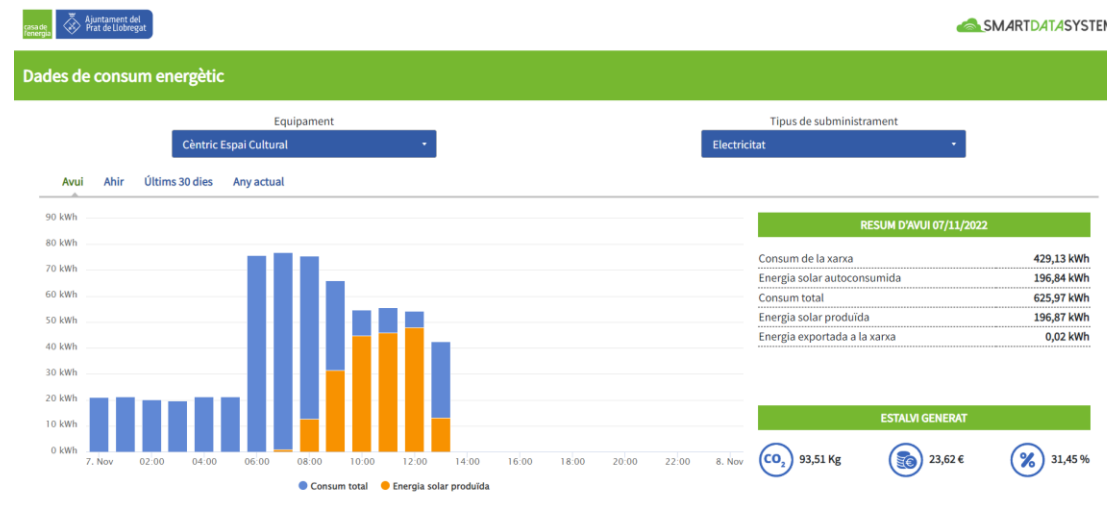 casa de
l'energia
Ajuntament del
Prat de Llobregat
SMARTDATASYSTEM
Dades de consum energètic
Equipament
Tipus de subministrament
Cèntric Espai Cultural
Electricitat
Avui Ahir Últims 30 dies Any actual
90 kWh
80 kWh
70 kWh
60 kWh
50 kWh
40 kWh
30 kWh
20 kWh
10 kWh
0 kWh
7. Nov 02:00 04:00 06:00 08:00 10:00 12:00 14:00 16:00 18:00 20:00 22:00 8. Nov
Consum total Energia solar produïda
RESUM D'AVUI 07/11/2022
Consum de la xarxa 429,13 kWh
Energia solar autoconsumida 196,84 kWh
Consum total 625,97 kWh
Energia solar produïda 196,87 kWh
Energia exportada a la xarxa 0,02 kWh
ESTALVI GENERAT
CO2 93,51 Kg € 23,62 € % 31,45 %